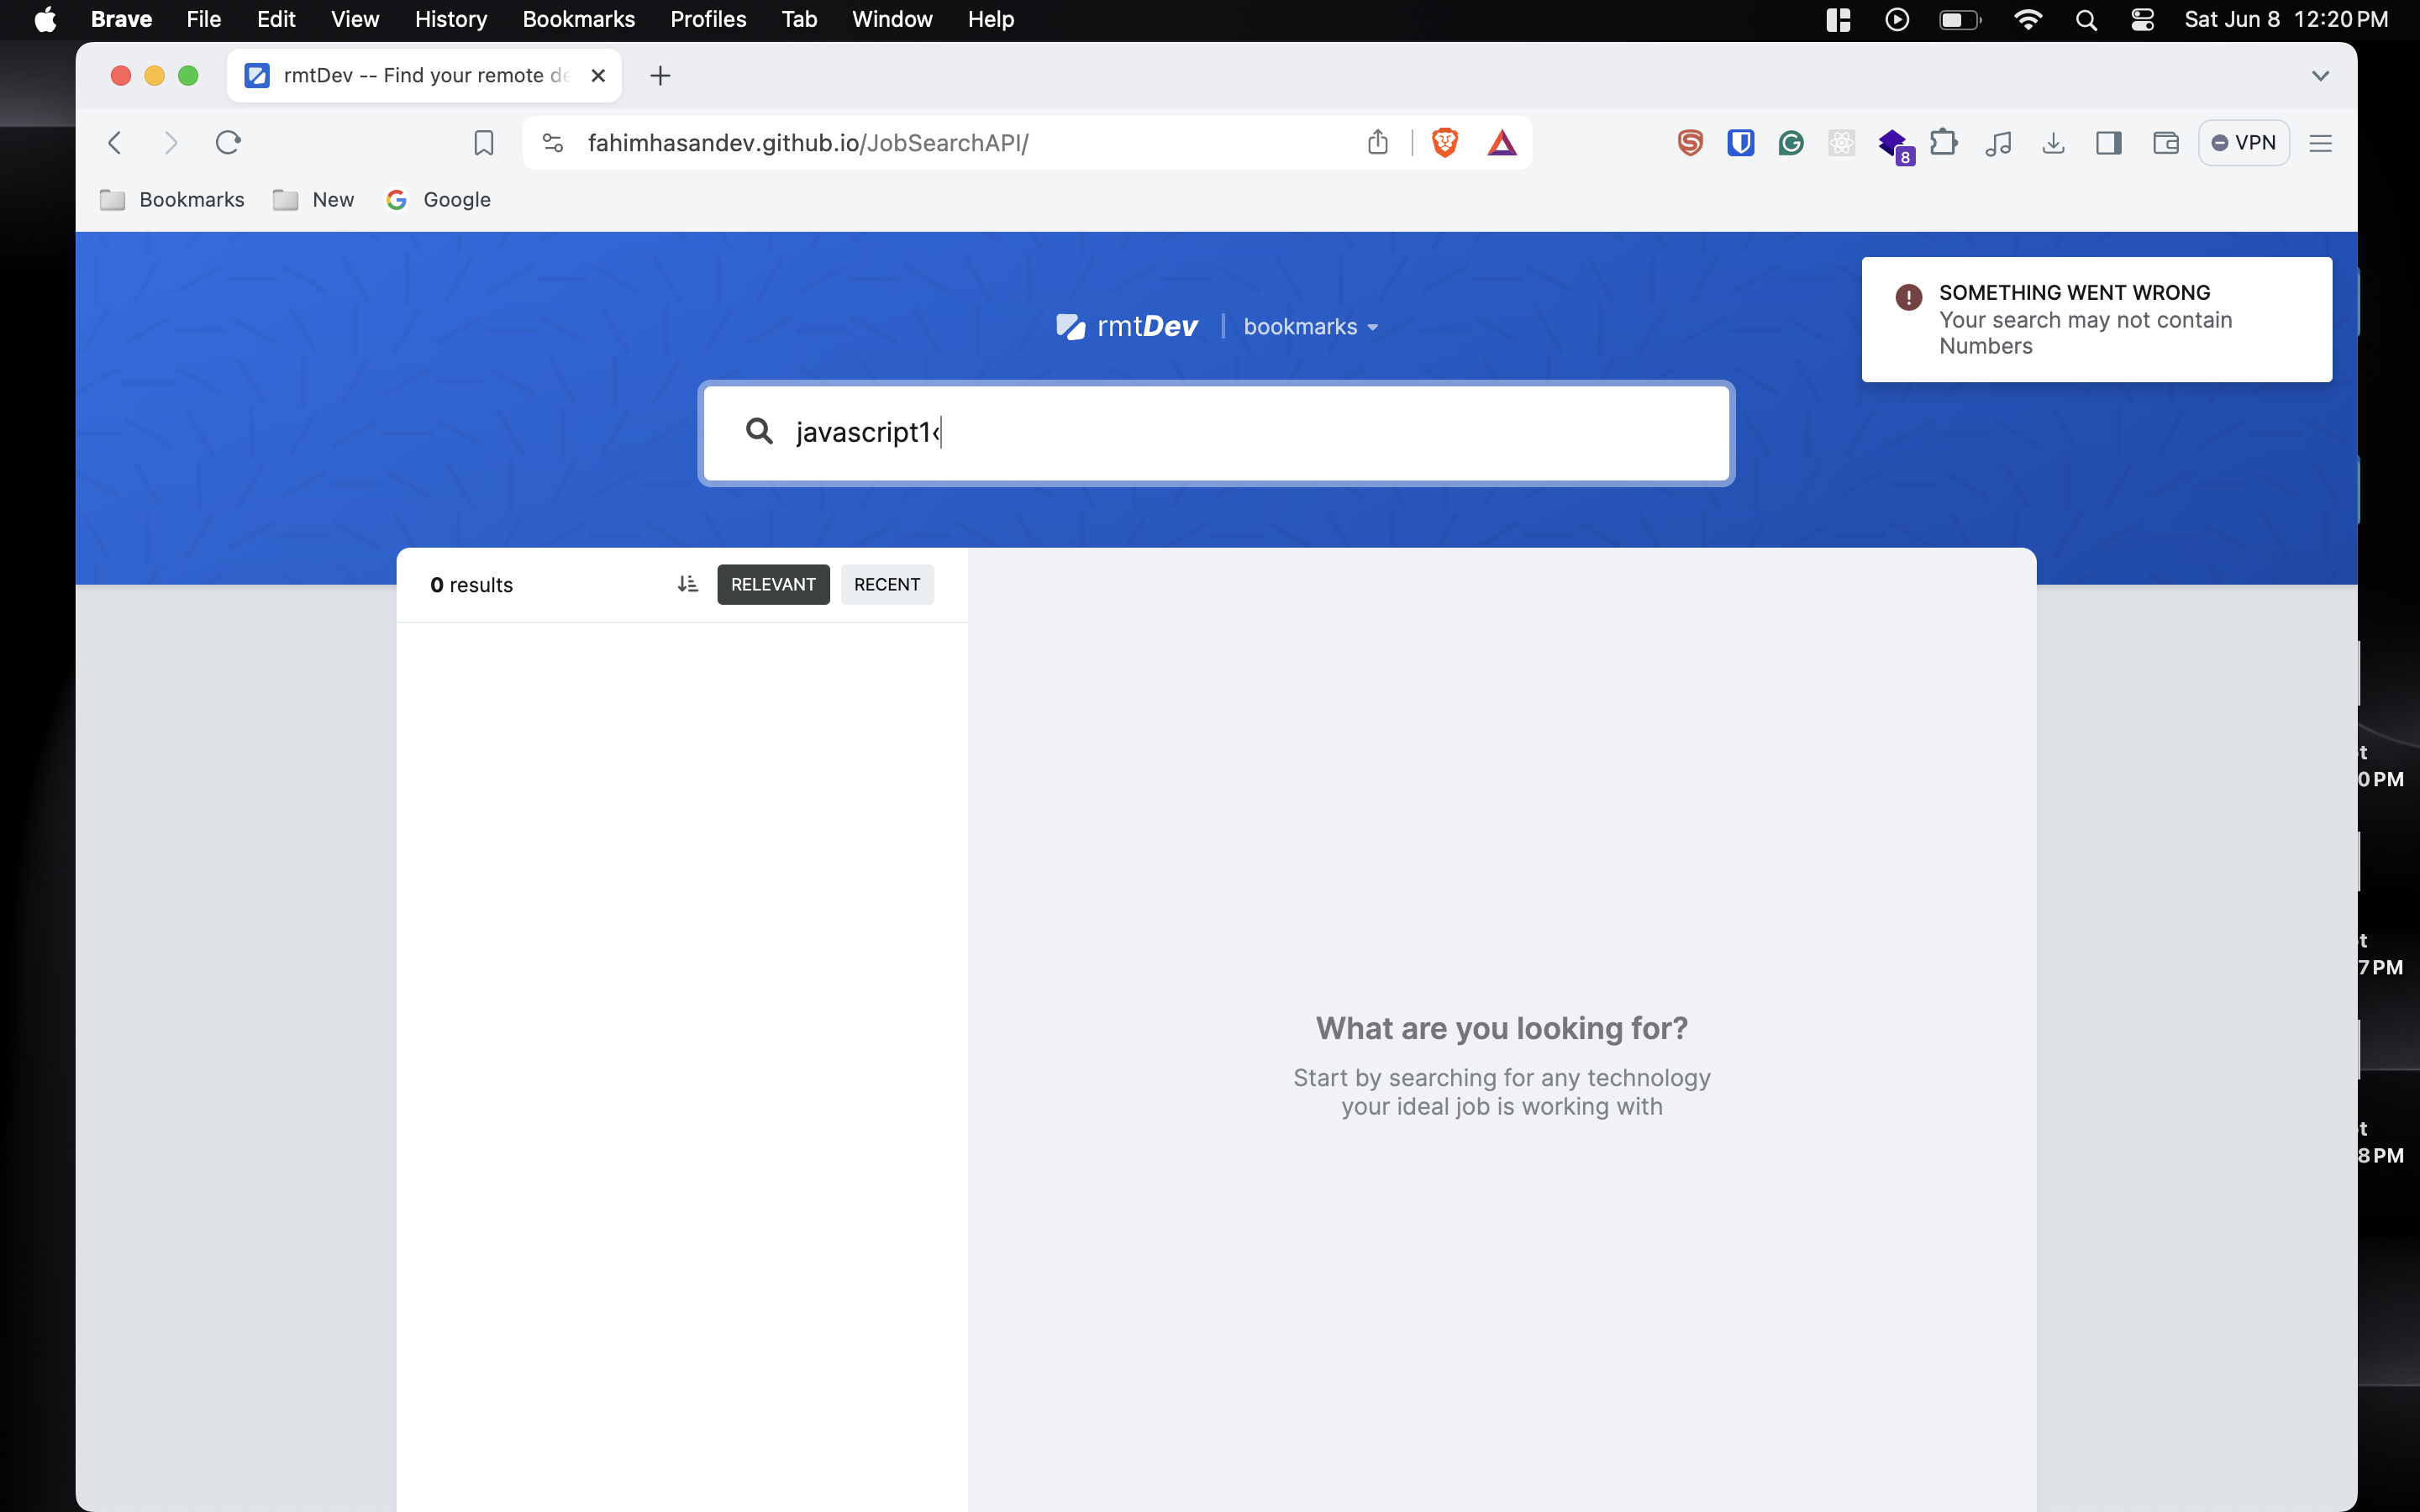 Brave File Edit View History Bookmarks Profiles Tab Window Help Sat Jun 8 12:20 PM
rmtDev -- Find your remote de
fahimhasandev.github.io/JobSearchAPI/ 8 VPN
Bookmarks New Google
SOMETHING WENT WRONG
Your search may not contain
Numbers
rmtDev | bookmarks
javascript1‹
0 results RELEVANT RECENT
What are you looking for?
Start by searching for any technology
your ideal job is working with
t
0 PM
t
7 PM
t
8 PM